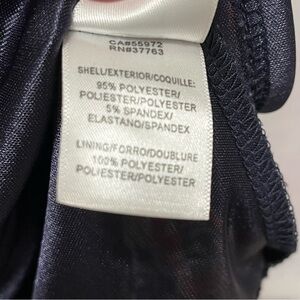 CA#55972
RN#37763
SHELL/EXTERIOR/COQUILLE:
95% POLYESTER/
POLIESTER/POLYESTER
5% SPANDEX/
ELASTANO/SPANDEX
LINING/FORRO/DOUBLURE
100% POLYESTER/
POLIESTER/POLYESTER